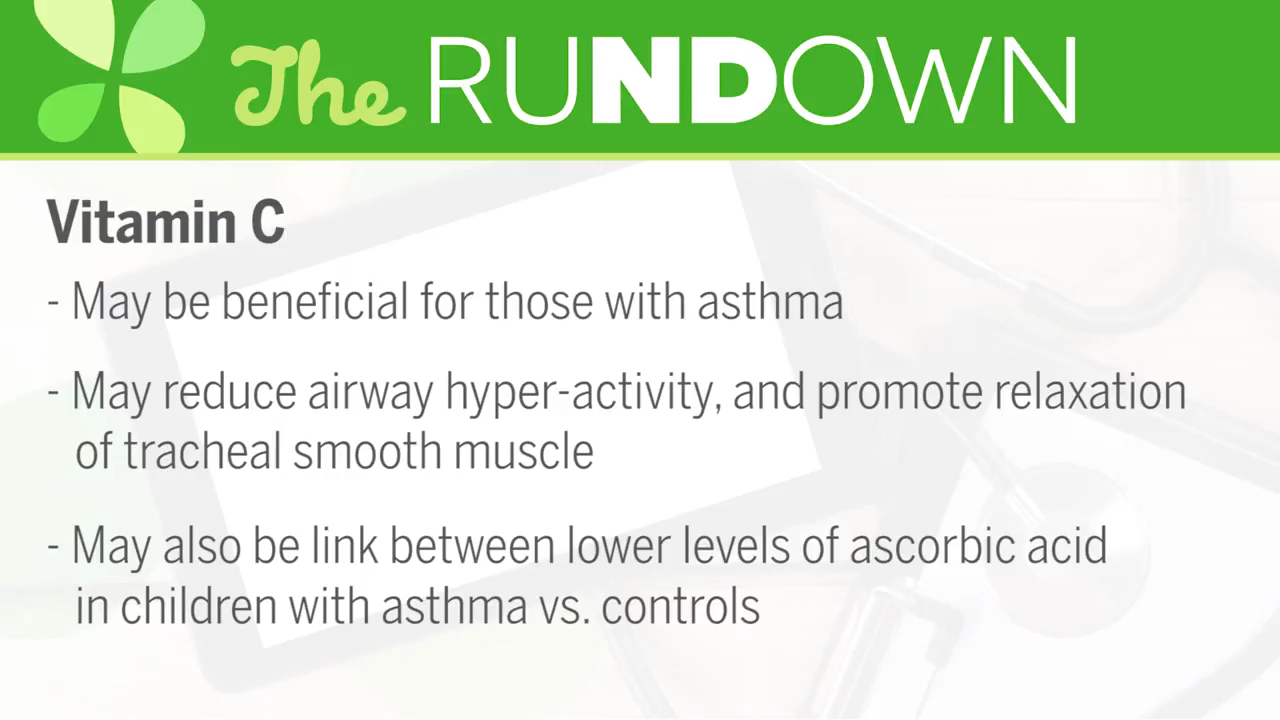 The RUNDOWN
Vitamin C
- May be beneficial for those with asthma
- May reduce airway hyper-activity, and promote relaxation
of tracheal smooth muscle
- May also be link between lower levels of ascorbic acid
in children with asthma vs. controls